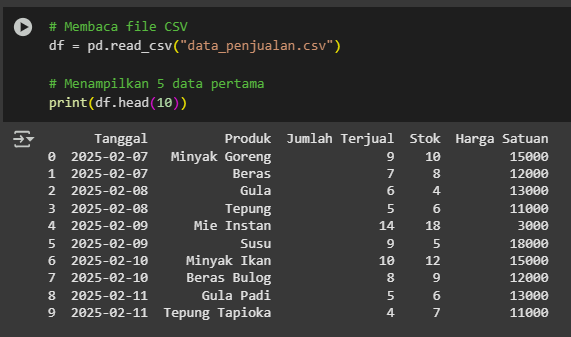 # Membaca file CSV
df = pd.read_csv("data_penjualan.csv")
# Menampilkan 5 data pertama
print(df.head(10))
Tanggal Produk Jumlah Terjual Stok Harga Satuan
0 2025-02-07 Minyak Goreng 9 10 15000
1 2025-02-07 Beras 7 8 12000
2 2025-02-08 Gula 6 4 13000
3 2025-02-08 Tepung 5 6 11000
4 2025-02-09 Mie Instan 14 18 3000
5 2025-02-09 Susu 9 5 18000
6 2025-02-10 Minyak Ikan 10 12 15000
7 2025-02-10 Beras Bulog 8 9 12000
8 2025-02-11 Gula Padi 5 6 13000
9 2025-02-11 Tepung Tapioka 4 7 11000